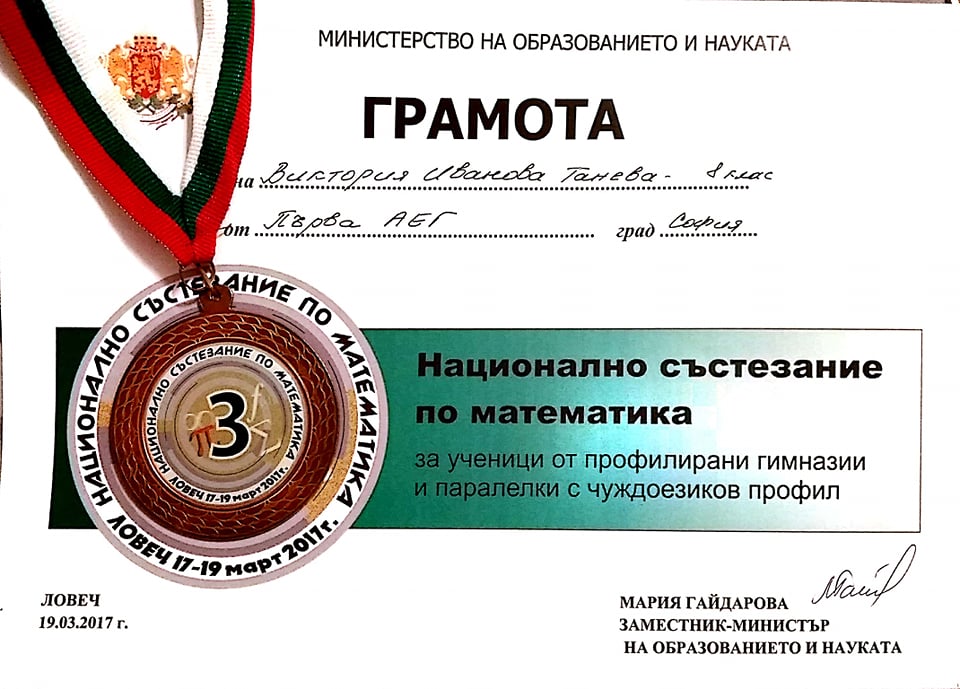 МИНИСТЕРСТВО НА ОБРАЗОВАНИЕТО И НАУКАТА
ГРАМОТА
на Виктория Иванова Танева - 8 клас
от Първа АЕГ град София
НАЦИОНАЛНО СЪСТЕЗАНИЕ ПО МАТЕМАТИКА
ЛОВЕЧ 17-19 март 2017г.
НАЦИОНАЛНО СЪСТЕЗАНИЕ ПО МАТЕМАТИКА
3
ЛОВЕЧ 17-19 март 2017г.
Национално състезание
по математика
за ученици от профилирани гимназии
и паралелки с чуждоезиков профил
ЛОВЕЧ
19.03.2017 г.
МАРИЯ ГАЙДАРОВА
ЗАМЕСТНИК-МИНИСТЪР
НА ОБРАЗОВАНИЕТО И НАУКАТА